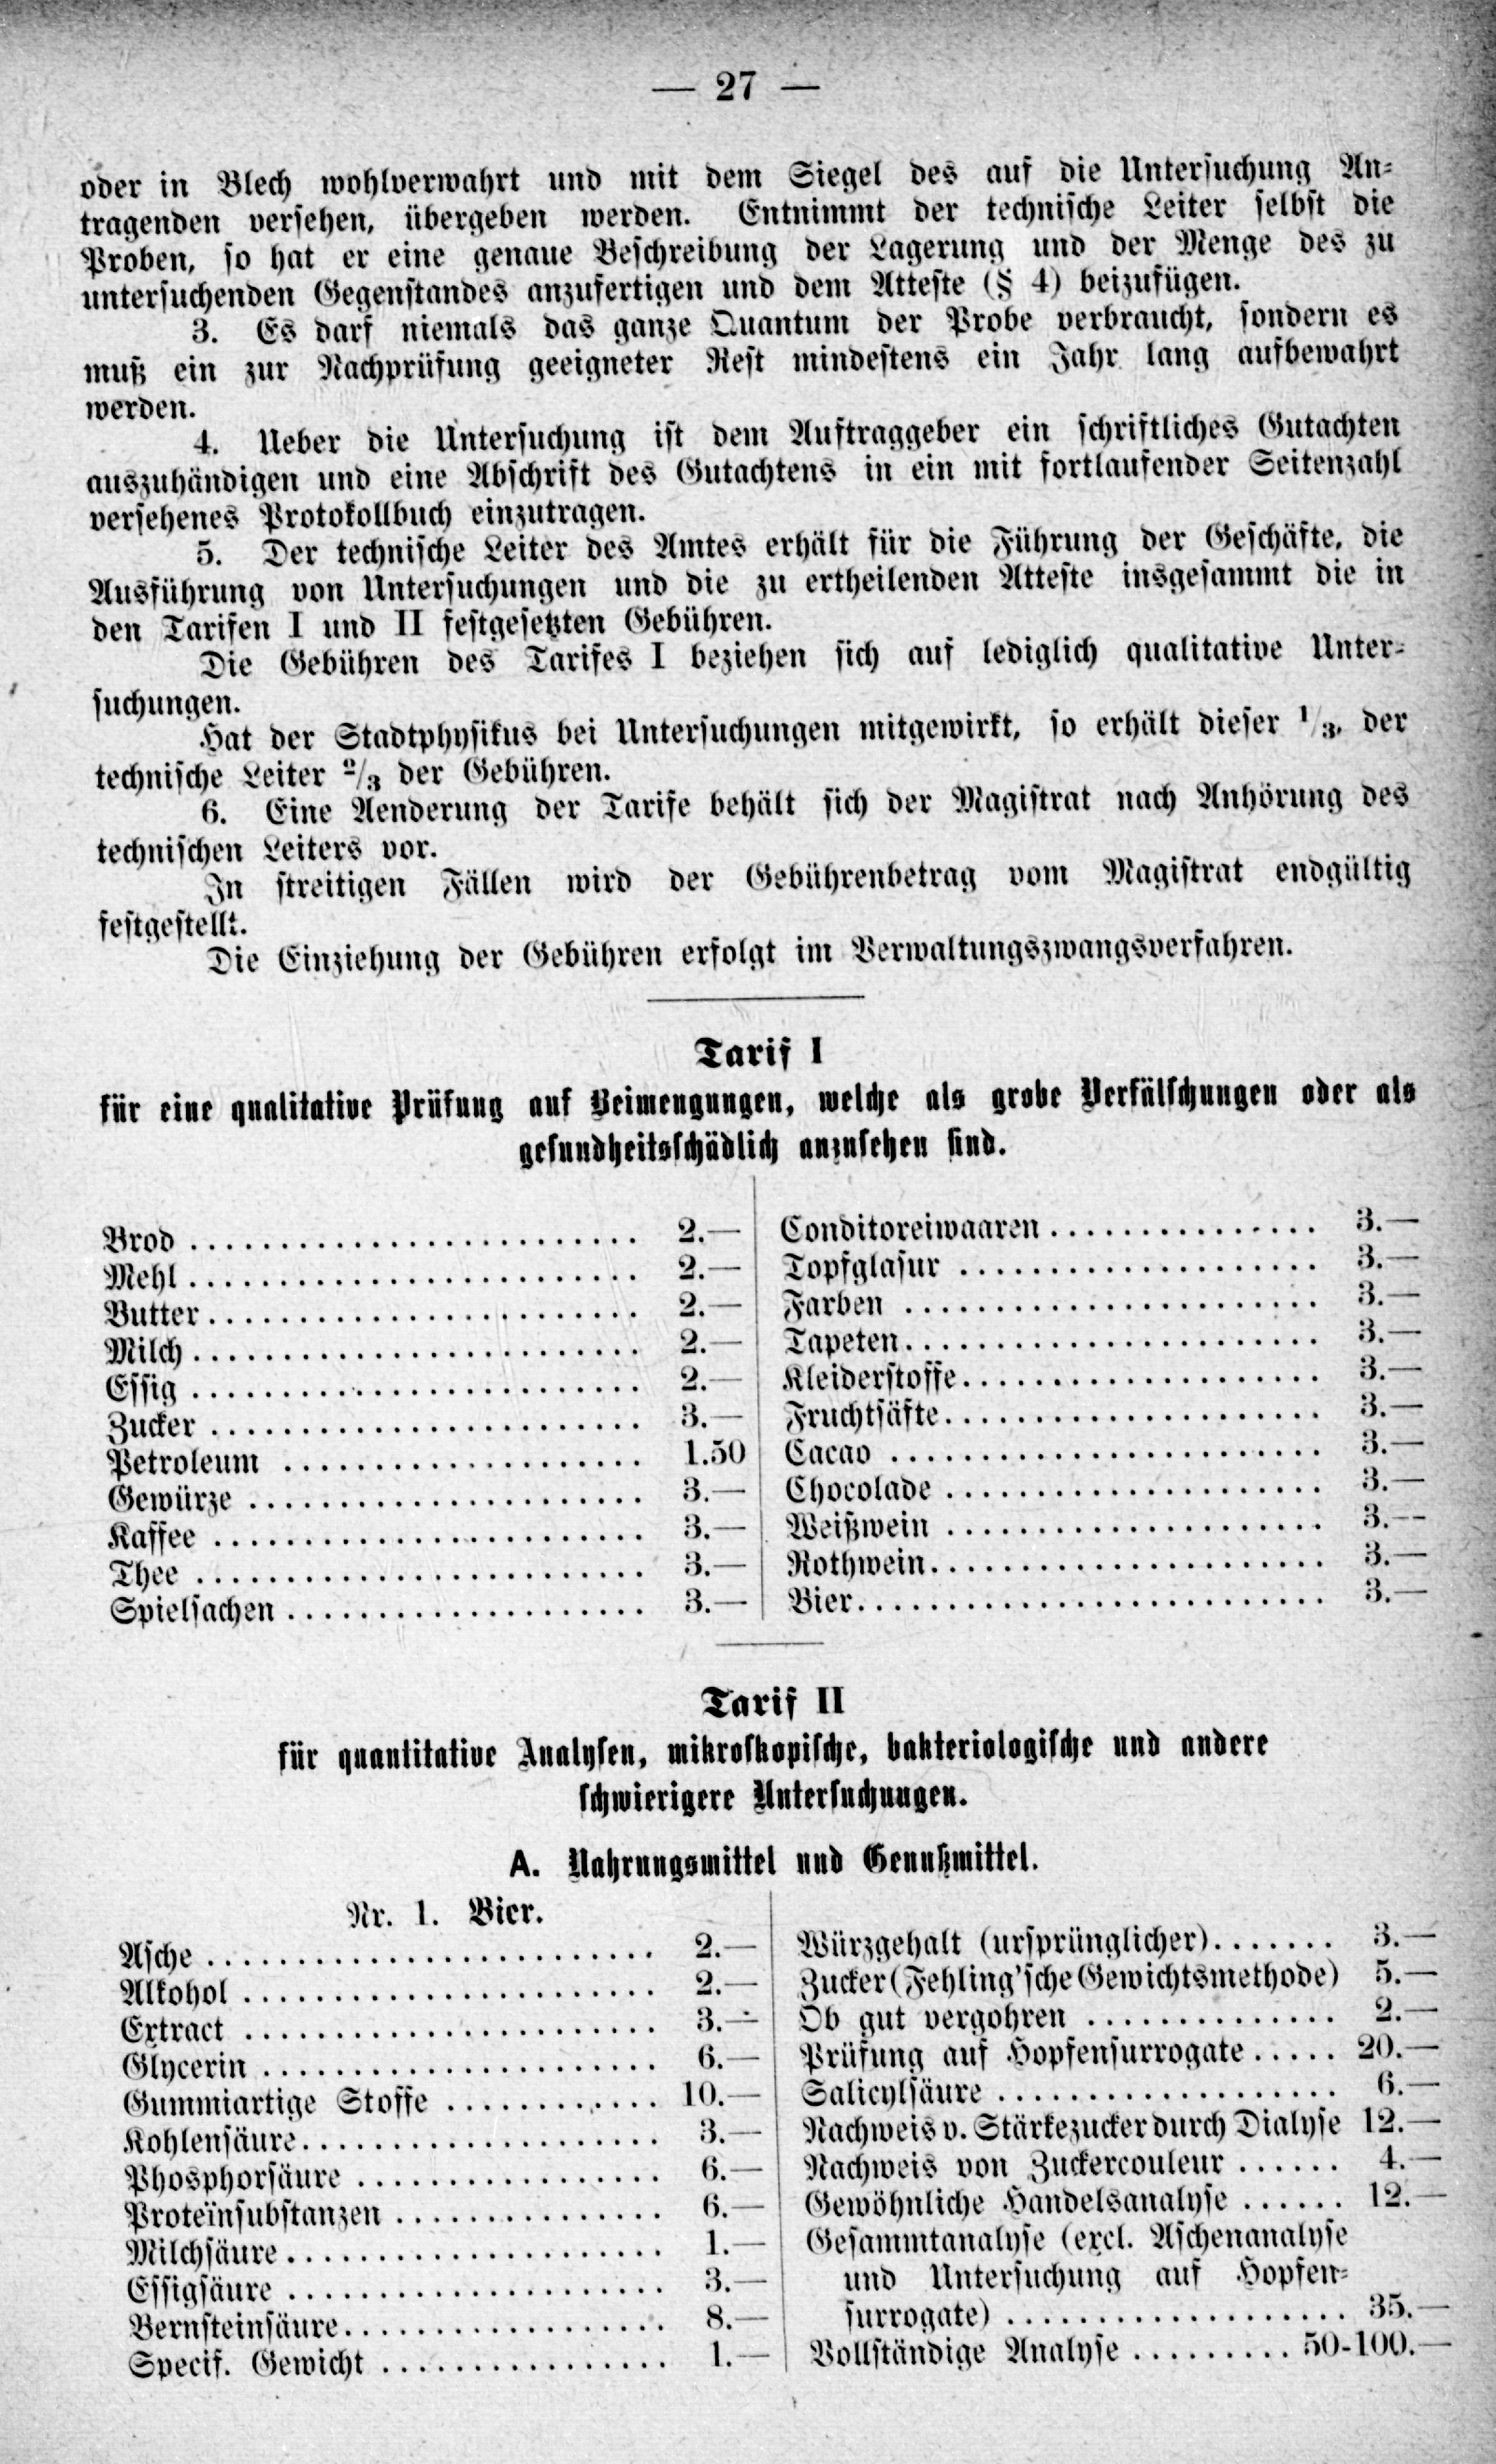 — 27 —
oder in Blech wohlverwahrt und mit dem Siegel des auf die Untersuchung An-
tragenden versehen, übergeben werden. Entnimmt der technische Leiter selbst die
Proben, so hat er eine genaue Beschreibung der Lagerung und der Menge des zu
untersuchenden Gegenstandes anzufertigen und dem Atteste (§ 4) beizufügen.
3. Es darf niemals das ganze Quantum der Probe verbraucht, sondern es
muß ein zur Nachprüfung geeigneter Rest mindestens ein Jahr lang aufbewahrt
werden.
4. Ueber die Untersuchung ist dem Auftraggeber ein schriftliches Gutachten
auszuhändigen und eine Abschrift des Gutachtens in ein mit fortlaufender Seitenzahl
versehenes Protokollbuch einzutragen.
5. Der technische Leiter des Amtes erhält für die Führung der Geschäfte, die
Ausführung von Untersuchungen und die zu ertheilenden Atteste insgesammt die in
den Tarifen I und II festgesetzten Gebühren.
Die Gebühren des Tarifes I beziehen sich auf lediglich qualitative Unter-
suchungen.
Hat der Stadtphysikus bei Untersuchungen mitgewirkt, so erhält dieser 1/3, der
technische Leiter 2/3 der Gebühren.
6. Eine Aenderung der Tarife behält sich der Magistrat nach Anhörung des
technischen Leiters vor.
In streitigen Fällen wird der Gebührenbetrag vom Magistrat endgültig
festgestellt.
Die Einziehung der Gebühren erfolgt im Verwaltungszwangsverfahren.
Tarif I
für eine qualitative Prüfung auf Beimengungen, welche als grobe Verfälschungen oder als
gesundheitsschädlich anzusehen sind.
Brod ........................ 2.—
Mehl ........................ 2.—
Butter ........................ 2.—
Milch ........................ 2.—
Essig ........................ 2.—
Zucker ........................ 3.—
Petroleum .................... 1.50
Gewürze ...................... 3.—
Kaffee ........................ 3.—
Thee ........................ 3.—
Spielsachen .................... 3.—
Conditoreiwaaren ............... 3.—
Topfglasur .................... 3.—
Farben ....................... 3.—
Tapeten ....................... 3.—
Kleiderstoffe .................... 3.—
Fruchtsäfte ..................... 3.—
Cacao ........................ 3.—
Chocolade ..................... 3.—
Weißwein ..................... 3.—
Rothwein ...................... 3.—
Bier .......................... 3.—
Tarif II
für quantitative Analysen, mikroskopische, bakteriologische und andere
schwierigere Untersuchungen.
A. Nahrungsmittel und Genußmittel.
Nr. 1. Bier.
Asche ......................... 2.—
Alkohol ....................... 2.—
Extract ....................... 3.—
Glycerin ...................... 6.—
Gummiartige Stoffe ............ 10.—
Kohlensäure .................... 3.—
Phosphorsäure ................. 6.—
Proteïnsubstanzen ............... 6.—
Milchsäure ..................... 1.—
Essigsäure ..................... 3.—
Bernsteinsäure .................. 8.—
Specif. Gewicht ................ 1.—
Würzgehalt (ursprünglicher) ....... 3.—
Zucker (Fehling'sche Gewichtsmethode) 5.—
Ob gut vergohren .............. 2.—
Prüfung auf Hopfensurrogate ..... 20.—
Salicylsäure ................... 6.—
Nachweis v. Stärkezucker durch Dialyse 12.—
Nachweis von Zuckercouleur ...... 4.—
Gewöhnliche Handelsanalyse ...... 12.—
Gesammtanalyse (excl. Aschenanalyse
und Untersuchung auf Hopfen-
surrogate) ................... 35.—
Vollständige Analyse ......... 50-100.—